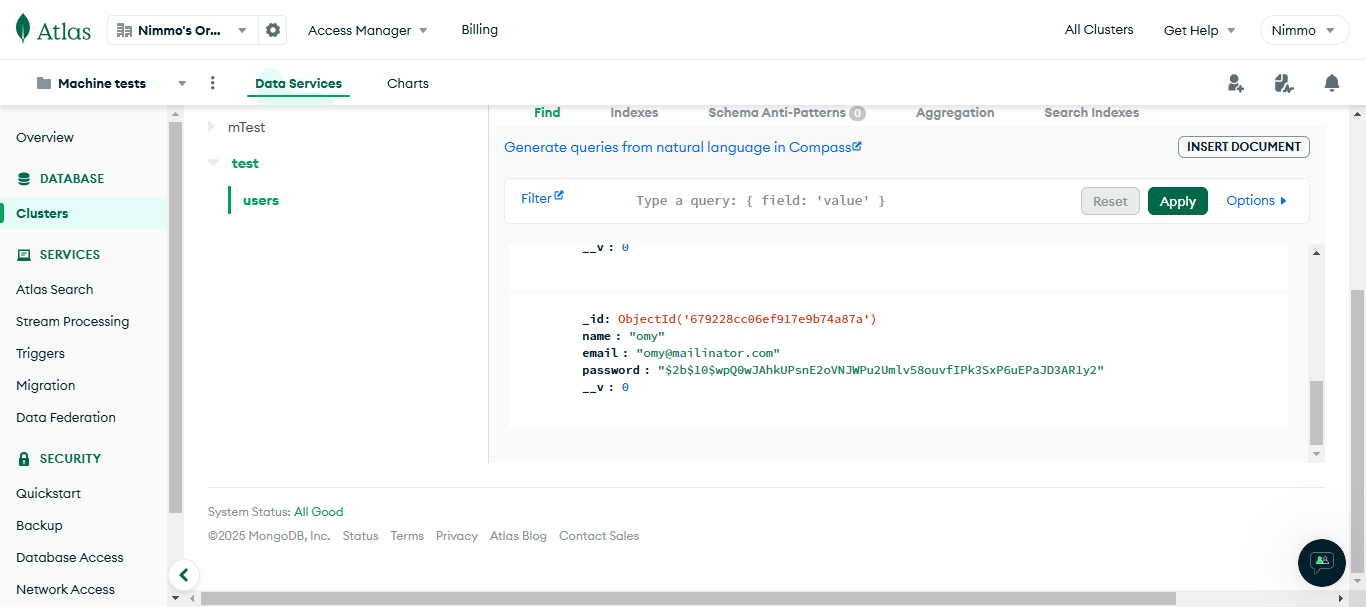 Atlas
Nimmo's Or...
Access Manager
Billing
All Clusters
Get Help
Nimmo
Machine tests
Data Services
Charts
Overview
DATABASE
Clusters
SERVICES
Atlas Search
Stream Processing
Triggers
Migration
Data Federation
SECURITY
Quickstart
Backup
Database Access
Network Access
mTest
test
users
Find
Indexes
Schema Anti-Patterns 0
Aggregation
Search Indexes
Generate queries from natural language in Compass
INSERT DOCUMENT
Filter
Type a query: { field: 'value' }
Reset
Apply
Options
__v : 0
_id: ObjectId('679228cc06ef917e9b74a87a')
name : "omy"
email : "omy@mailinator.com"
password : "$2b$10$wpQ0wJAhkUPsnE2oVNJWPu2Umlv58ouvfIPk3SxP6uEPaJD3AR1y2"
__v : 0
System Status: All Good
©2025 MongoDB, Inc. Status Terms Privacy Atlas Blog Contact Sales